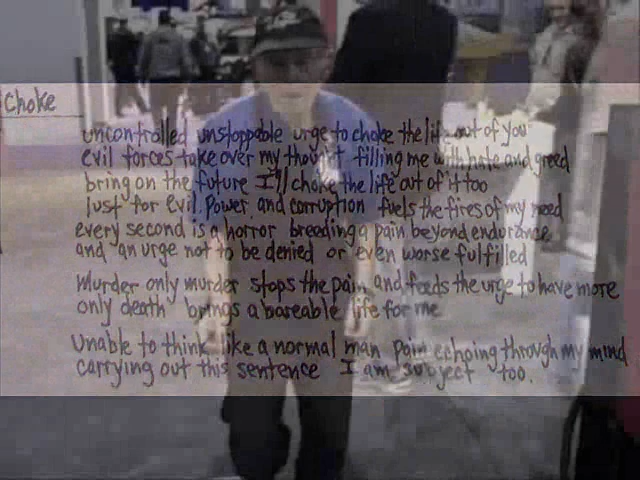 Choke
uncontrolled unstoppable urge to choke the life out of you
evil forces take over my thought filling me with hate and greed
bring on the future I'll choke the life out of it too
lust for evil power and corruption fuels the fires of my need
every second is a horror breeding a pain beyond endurance
and an urge not to be denied or even worse fulfilled
Murder only murder stops the pain and feeds the urge to have more
only death brings a bareable life for me
Unable to think like a normal man pain echoing through my mind
carrying out this sentence I am subject too.